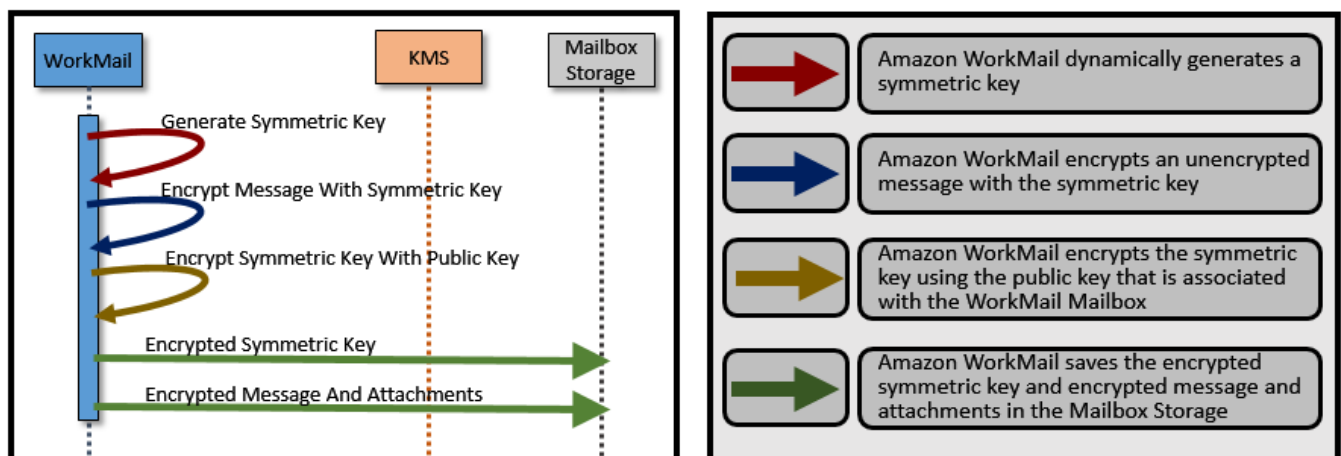 WorkMail
KMS
Mailbox
Storage
Generate Symmetric Key
Encrypt Message With Symmetric Key
Encrypt Symmetric Key With Public Key
Encrypted Symmetric Key
Encrypted Message And Attachments
Amazon WorkMail dynamically generates a
symmetric key
Amazon WorkMail encrypts an unencrypted
message with the symmetric key
Amazon WorkMail encrypts the symmetric
key using the public key that is associated
with the WorkMail Mailbox
Amazon WorkMail saves the encrypted
symmetric key and encrypted message and
attachments in the Mailbox Storage